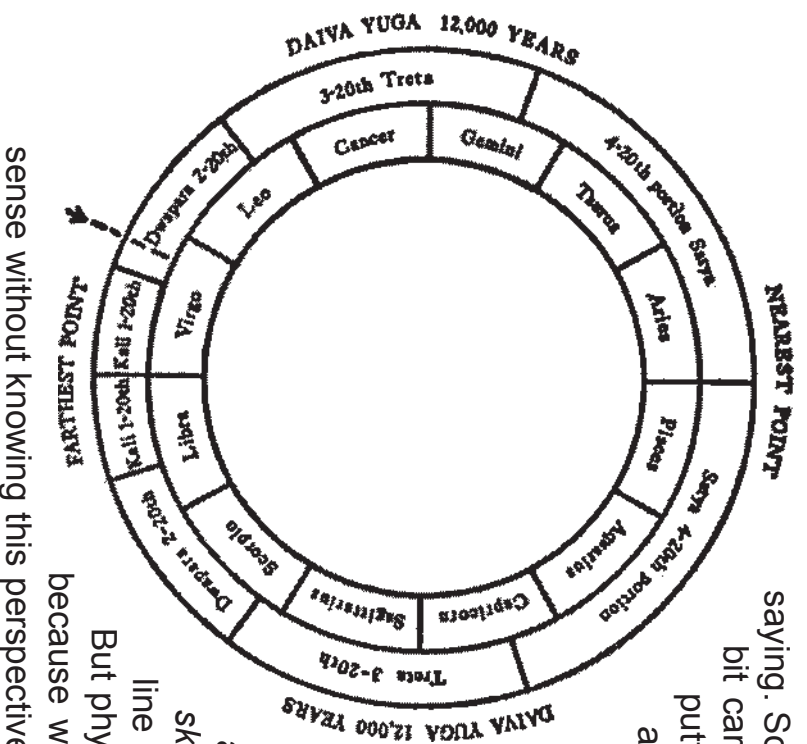 DAIVA YUGA 12,000 YEARS
3-20th Treta
4-20th portion Satya
NEAREST POINT
Satya 4-20th portion
Treta 3-20th
DAIVA YUGA 12,000 YEARS
Dwapara 2-20th
Kali 1-20th
FARTHEST POINT
Kali 1-20th
Dwapara 2-20th
Cancer
Gemini
Taurus
Aries
Pisces
Aquarius
Capricorn
Sagittarius
Scorpio
Libra
Virgo
Leo
saying. So
bit can
put
a
sk
line
But phy
because w
sense without knowing this perspective